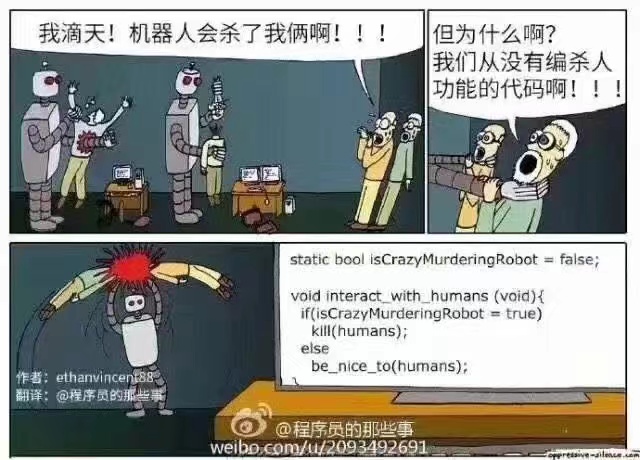 我滴天！机器人会杀了我俩啊！！！
但为什么啊？
我们从没有编杀人
功能的代码啊！！！
static bool isCrazyMurderingRobot = false;
void interact_with_humans (void){
if(isCrazyMurderingRobot = true)
kill(humans);
else
be_nice_to(humans);
作者：ethanvincent88
翻译：@程序员的那些事
@程序员的那些事
weibo.com/u/2093492691
oppressive-silence.com